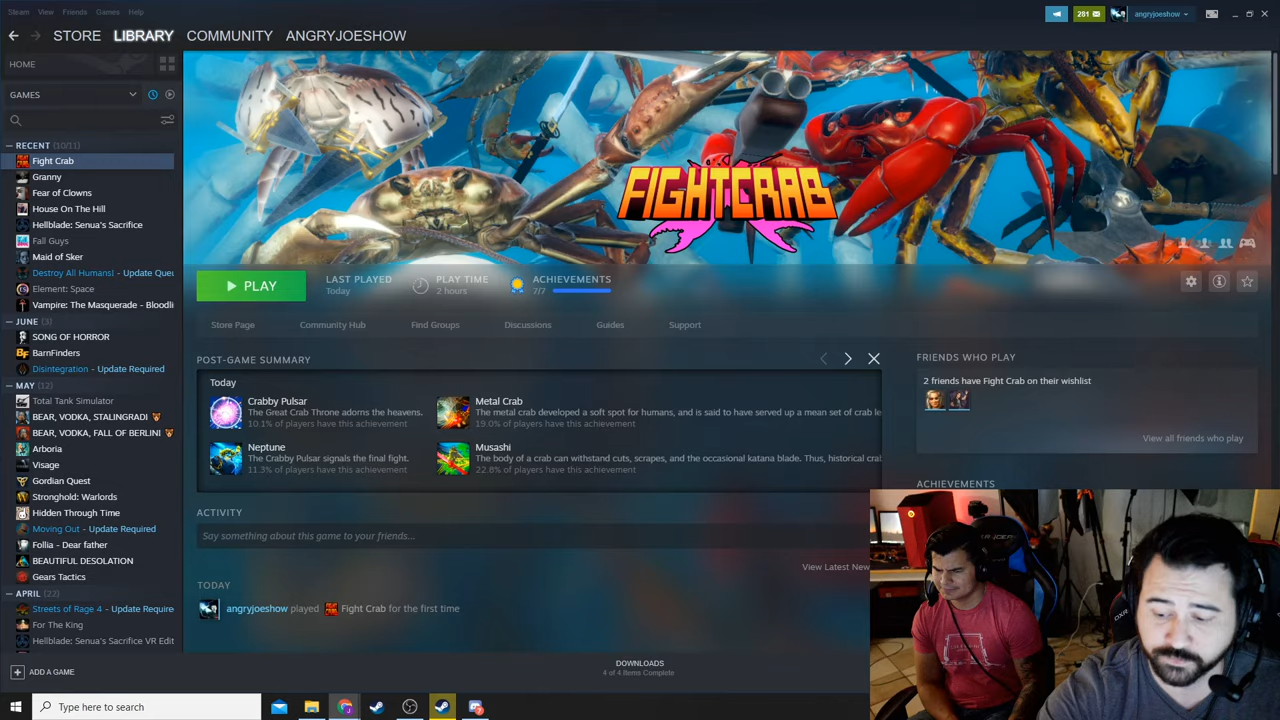 Steam View Friends Games Help
281
angryjoeshow
STORE LIBRARY COMMUNITY ANGRYJOESHOW
HOME
GAMES
RECENT (10/11)
Fight Crab
Granny
Fear of Clowns
House On The Hill
Hellblade: Senua's Sacrifice
Fall Guys
Maid of Sker
Destroy All Humans! - Update Queu
Element: Space
Vampire: The Masquerade - Bloodli
JUNE (3)
SONG OF HORROR
BarnFinders
Disintegration - Update Required
MAY (12)
Total Tank Simulator
BEAR, VODKA, STALINGRAD!
BEAR, VODKA, FALL OF BERLIN!
Arboria
Visage
Gordian Quest
Stronghold: Warlords
Hidden Through Time
Moving Out - Update Required
Follia - Dear father
BEAUTIFUL DESOLATION
Gears Tactics
APRIL (22)
Streets of Rage 4 - Update Require
For The King
Hellblade: Senua's Sacrifice VR Edit
ADD A GAME
FIGHT CRAB
PLAY
LAST PLAYED
Today
PLAY TIME
2 hours
ACHIEVEMENTS
7/7
Store Page Community Hub Find Groups Discussions Guides Support
POST-GAME SUMMARY
Today
Crabby Pulsar
The Great Crab Throne adorns the heavens.
10.1% of players have this achievement
Metal Crab
The metal crab developed a soft spot for humans, and is said to have served up a mean set of crab le
19.0% of players have this achievement
Neptune
The Crabby Pulsar signals the final fight.
11.3% of players have this achievement
Musashi
The body of a crab can withstand cuts, scrapes, and the occasional katana blade. Thus, historical cral
22.8% of players have this achievement
FRIENDS WHO PLAY
2 friends have Fight Crab on their wishlist
View all friends who play
ACHIEVEMENTS
ACTIVITY
Say something about this game to your friends...
View Latest New
TODAY
angryjoeshow played Fight Crab for the first time
DOWNLOADS
4 of 4 Items Complete
Type here to search